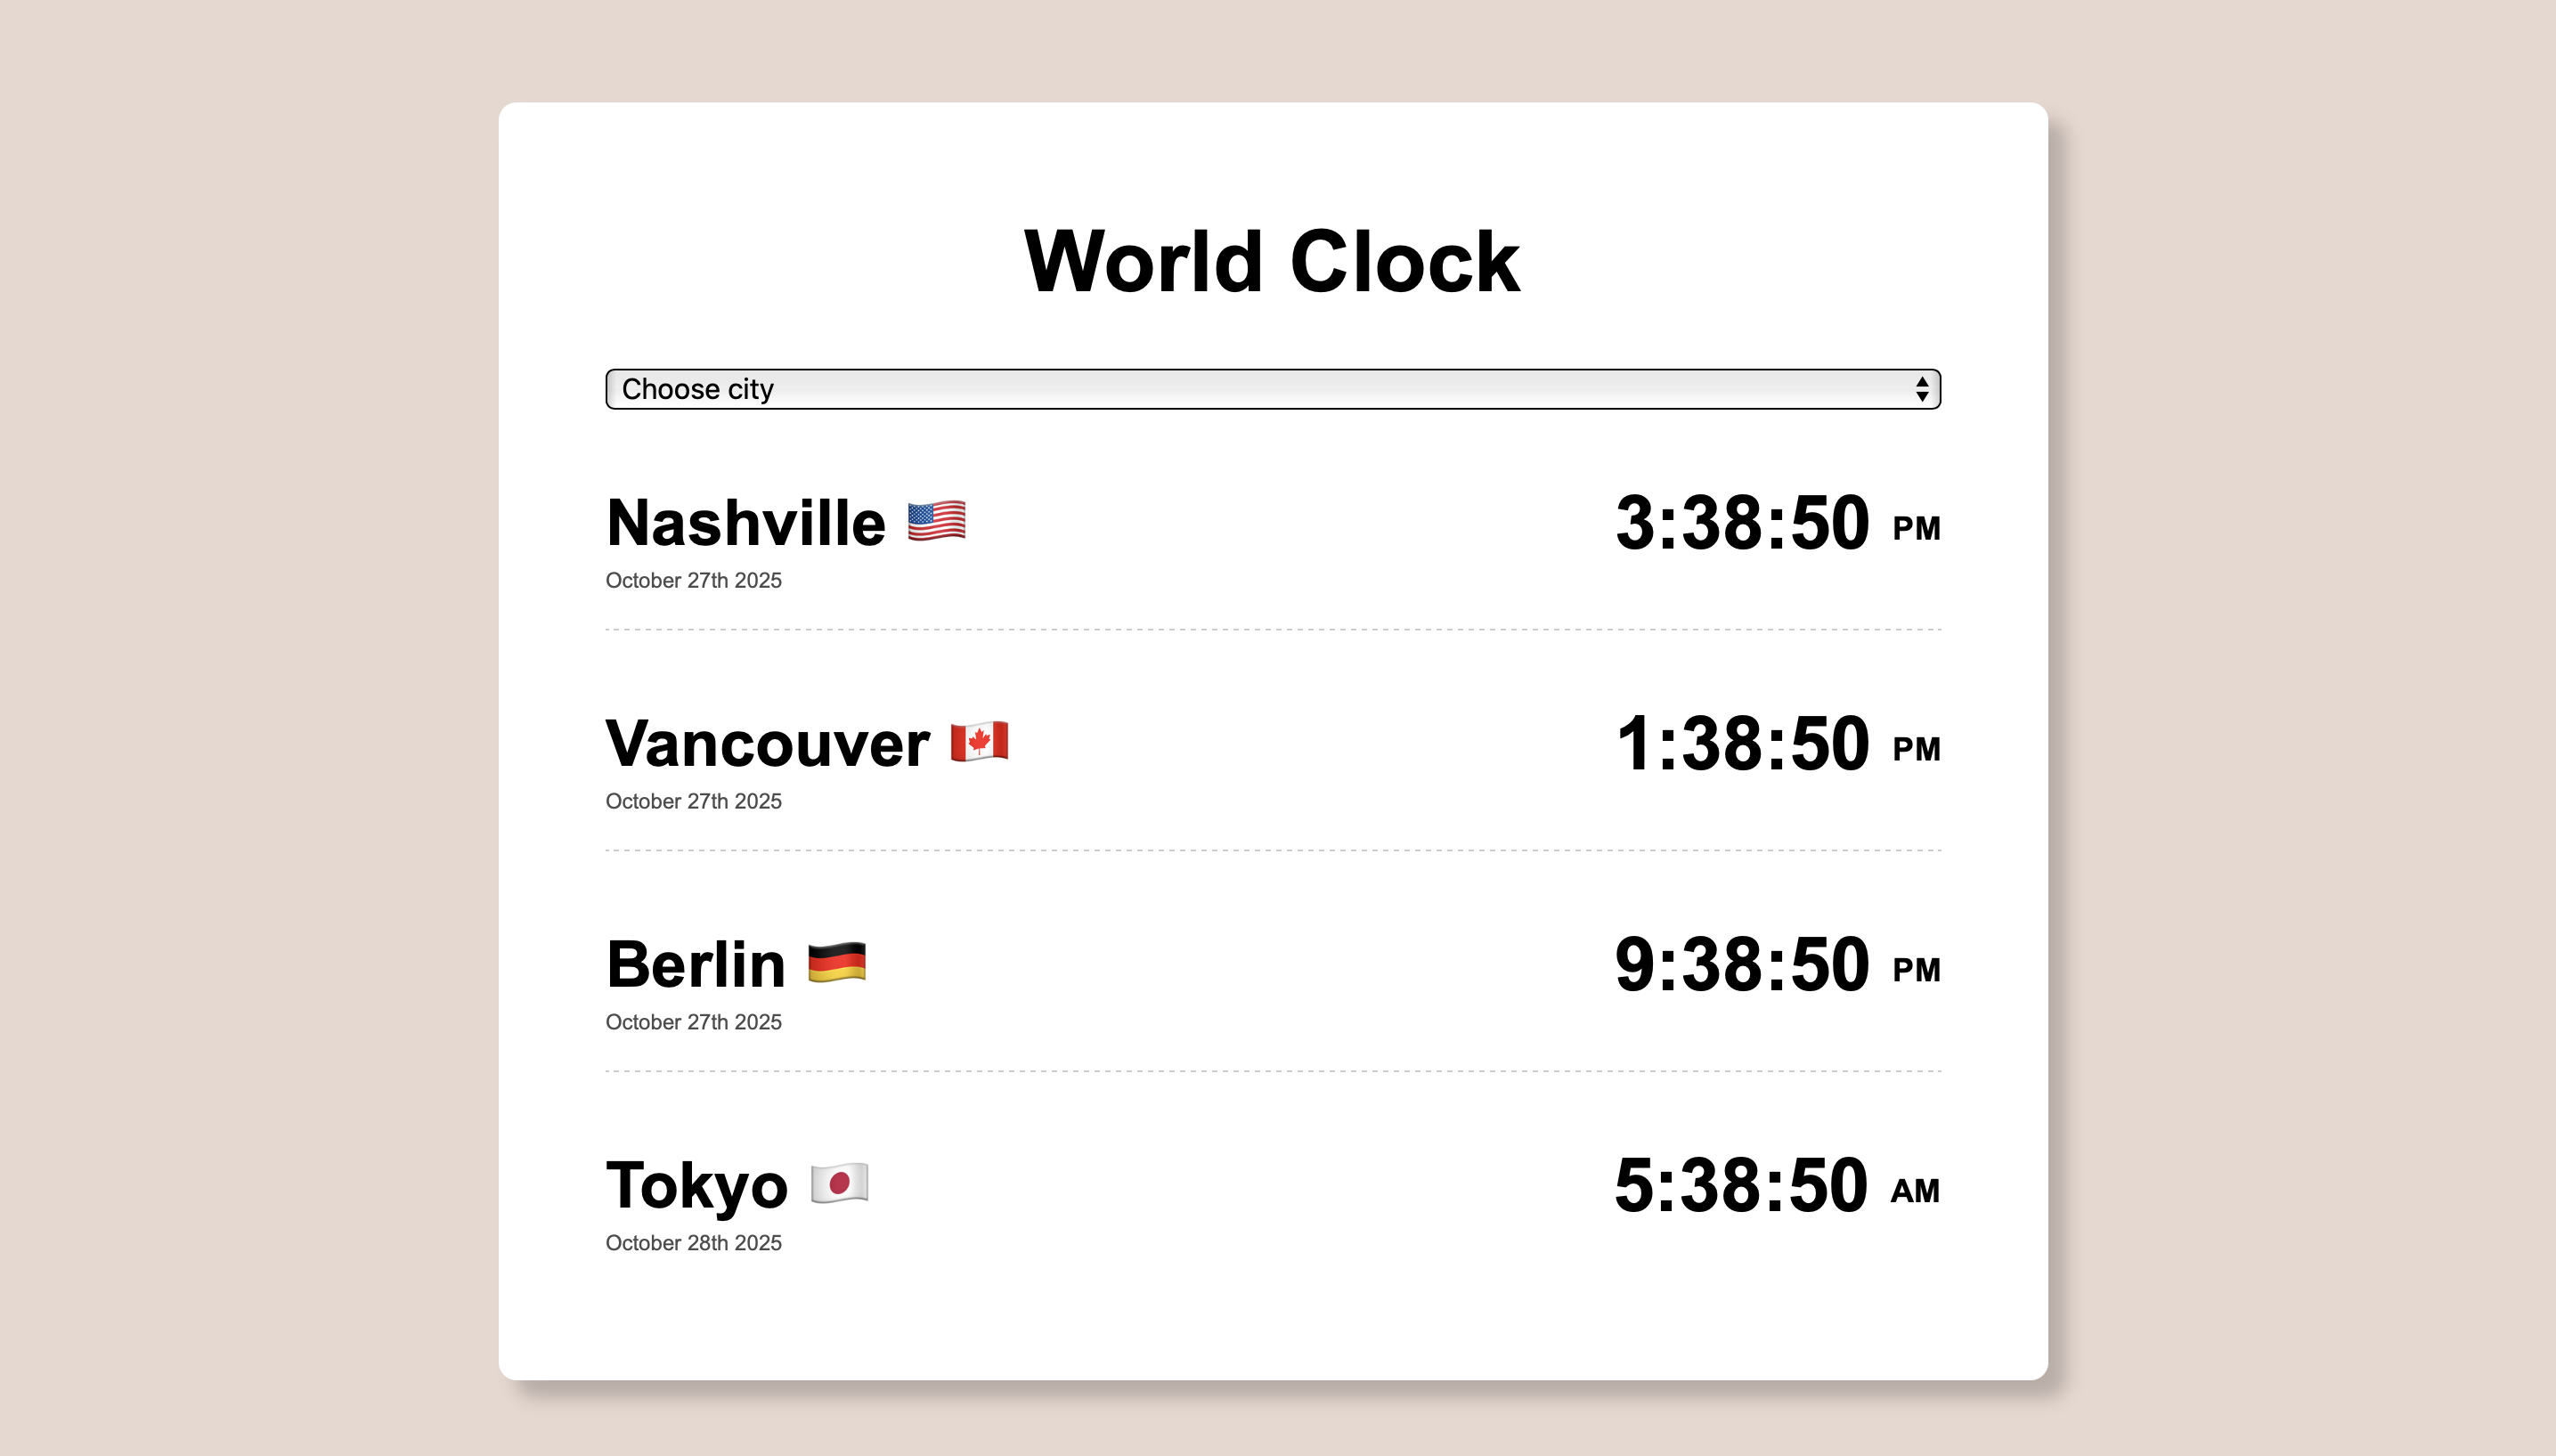 World Clock
Choose city
Nashville 🇺🇸 3:38:50 PM
October 27th 2025
Vancouver 🇨🇦 1:38:50 PM
October 27th 2025
Berlin 🇩🇪 9:38:50 PM
October 27th 2025
Tokyo 🇯🇵 5:38:50 AM
October 28th 2025